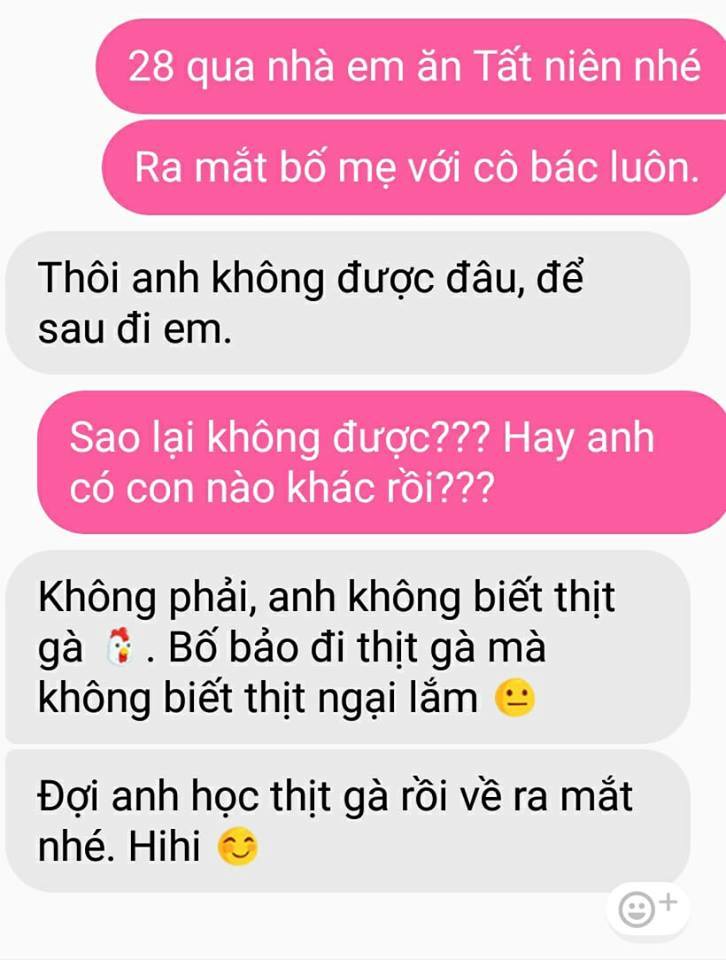 28 qua nhà em ăn Tất niên nhé
Ra mắt bố mẹ với cô bác luôn.
Thôi anh không được đâu, để
sau đi em.
Sao lại không được??? Hay anh
có con nào khác rồi???
Không phải, anh không biết thịt
gà 🐔. Bố bảo đi thịt gà mà
không biết thịt ngại lắm 😐
Đợi anh học thịt gà rồi về ra mắt
nhé. Hihi 😊